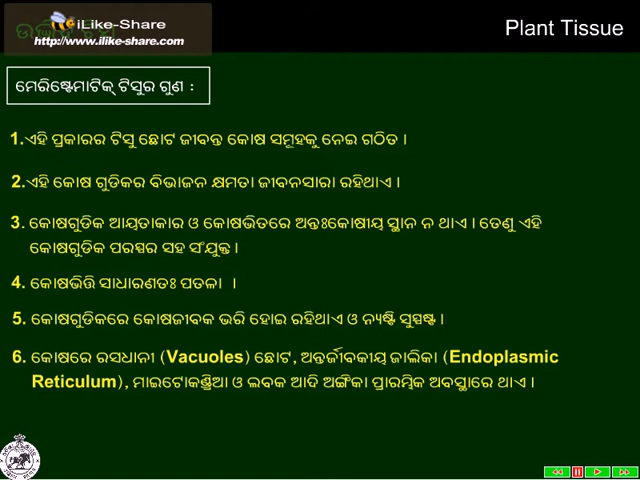 iLike-Share
http://www.ilike-share.com
Plant Tissue
ମେରିଷ୍ଟେମାଟିକ୍ ଟିସୁର ଗୁଣ :
1.ଏହି ପ୍ରକାରର ଟିସୁ ଛୋଟ ଜୀବନ୍ତ କୋଷ ସମୂହକୁ ନେଇ ଗଠିତ ।
2.ଏହି କୋଷ ଗୁଡିକର ବିଭାଜନ କ୍ଷମତା ଜୀବନସାରା ରହିଥାଏ ।
3. କୋଷଗୁଡିକ ଆୟତାକାର ଓ କୋଷଭିତରେ ଅନ୍ତଃକୋଷୀୟ ସ୍ଥାନ ନ ଥାଏ । ତେଣୁ ଏହି
କୋଷଗୁଡିକ ପରସ୍ପର ସହ ସଂଯୁକ୍ତ ।
4. କୋଷଭିତ୍ତି ସାଧାରଣତଃ ପତଳା ।
5. କୋଷଗୁଡିକରେ କୋଷଜୀବକ ଭରି ହୋଇ ରହିଥାଏ ଓ ନ୍ୟଷ୍ଟି ସୁସ୍ପଷ୍ଟ ।
6. କୋଷରେ ରସଧାନୀ (Vacuoles) ଛୋଟ, ଅନ୍ତର୍ଜୀବକୀୟ ଜାଲିକା (Endoplasmic
Reticulum), ମାଇଟୋକଣ୍ଡ୍ରିଆ ଓ ଲବକ ଆଦି ଅଙ୍ଗିକା ପ୍ରାରମ୍ଭିକ ଅବସ୍ଥାରେ ଥାଏ ।